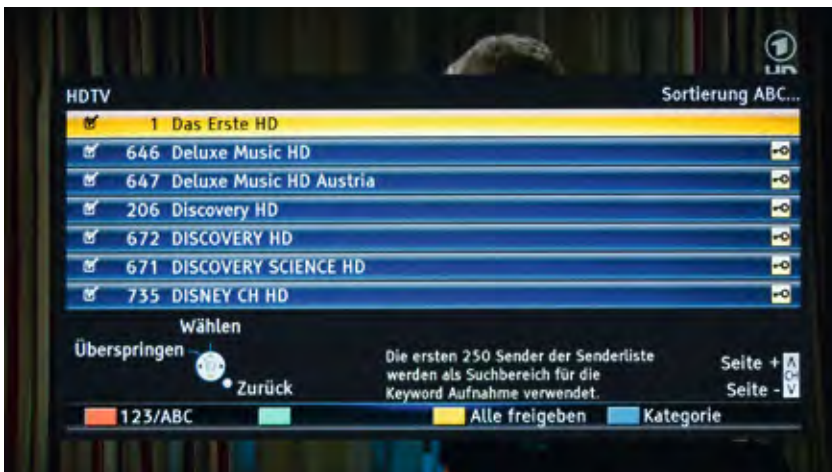 HD
HDTV
Sortierung ABC...
1 Das Erste HD
646 Deluxe Music HD
647 Deluxe Music HD Austria
206 Discovery HD
672 DISCOVERY HD
671 DISCOVERY SCIENCE HD
735 DISNEY CH HD
Wählen
Überspringen
Zurück
Die ersten 250 Sender der Senderliste
werden als Suchbereich für die
Keyword Aufnahme verwendet.
Seite +
CH
Seite -
123/ABC
Alle freigeben
Kategorie